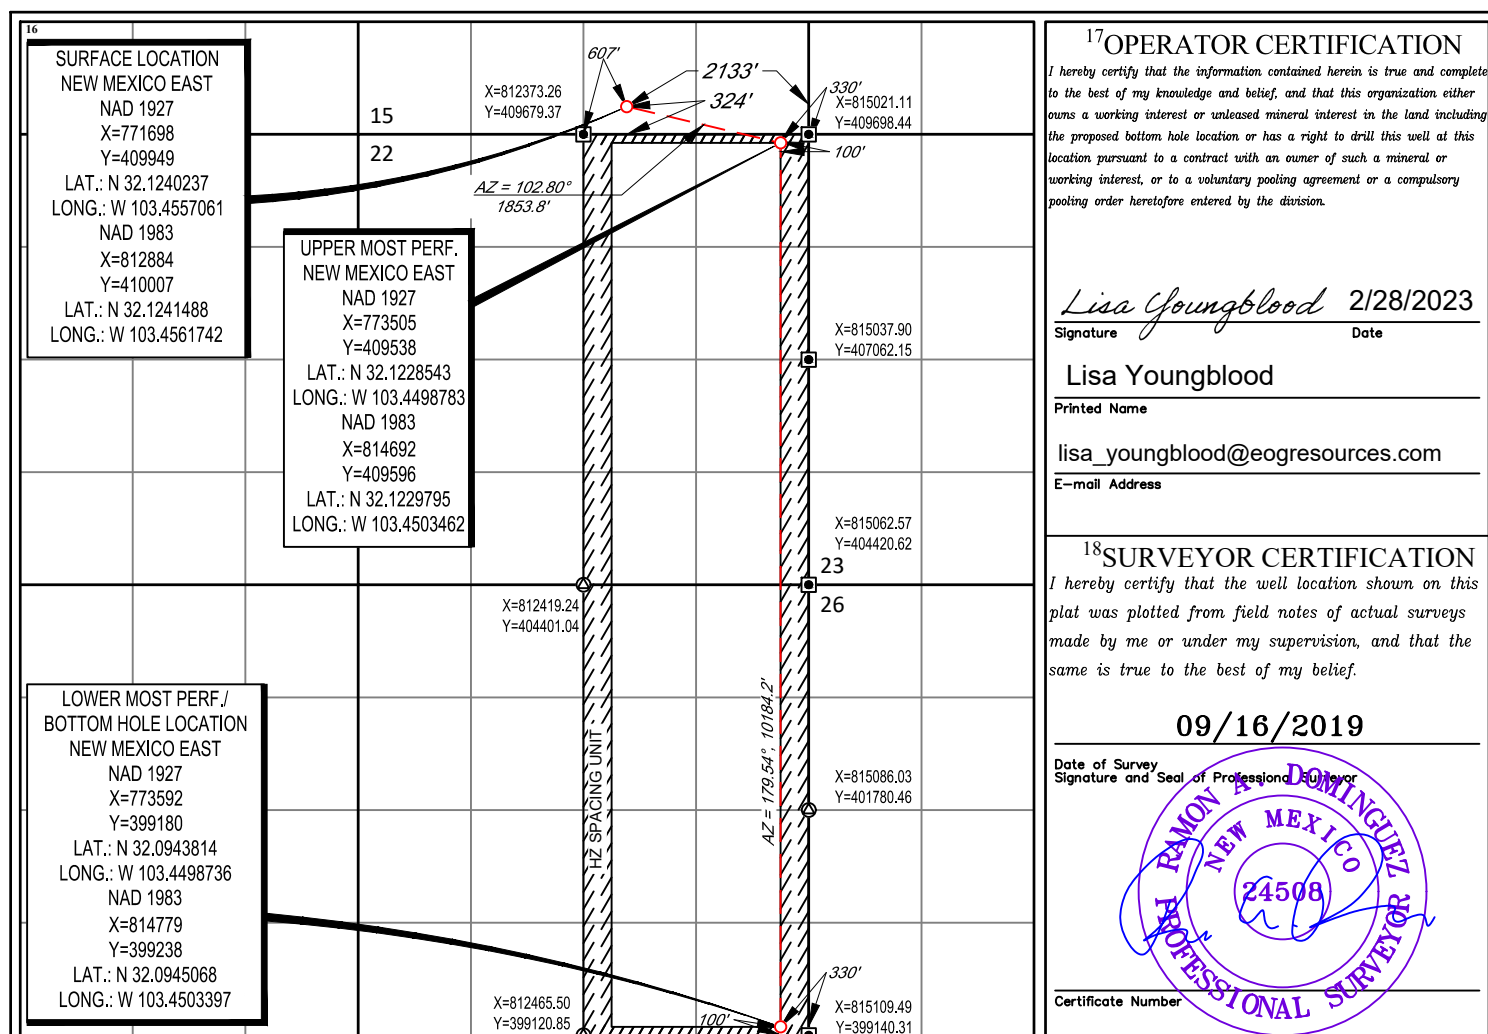 16
SURFACE LOCATION
NEW MEXICO EAST
NAD 1927
X=771698
Y=409949
LAT.: N 32.1240237
LONG.: W 103.4557061
NAD 1983
X=812884
Y=410007
LAT.: N 32.1241488
LONG.: W 103.4561742
UPPER MOST PERF.
NEW MEXICO EAST
NAD 1927
X=773505
Y=409538
LAT.: N 32.1228543
LONG.: W 103.4498783
NAD 1983
X=814692
Y=409596
LAT.: N 32.1229795
LONG.: W 103.4503462
LOWER MOST PERF./
BOTTOM HOLE LOCATION
NEW MEXICO EAST
NAD 1927
X=773592
Y=399180
LAT.: N 32.0943814
LONG.: W 103.4498736
NAD 1983
X=814779
Y=399238
LAT.: N 32.0945068
LONG.: W 103.4503397
15
22
607'
2133'
324'
330'
100'
X=812373.26
Y=409679.37
X=815021.11
Y=409698.44
AZ = 102.80°
1853.8'
X=815037.90
Y=407062.15
X=815062.57
Y=404420.62
23
26
X=812419.24
Y=404401.04
HZ SPACING UNIT
AZ = 179.54°, 10184.2'
X=815086.03
Y=401780.46
330'
X=812465.50
Y=399120.85
100'
X=815109.49
Y=399140.31
17OPERATOR CERTIFICATION
I hereby certify that the information contained herein is true and complete
to the best of my knowledge and belief, and that this organization either
owns a working interest or unleased mineral interest in the land including
the proposed bottom hole location or has a right to drill this well at this
location pursuant to a contract with an owner of such a mineral or
working interest, or to a voluntary pooling agreement or a compulsory
pooling order heretofore entered by the division.
Lisa Youngblood 2/28/2023
Signature Date
Lisa Youngblood
Printed Name
lisa_youngblood@eogresources.com
E-mail Address
18SURVEYOR CERTIFICATION
I hereby certify that the well location shown on this
plat was plotted from field notes of actual surveys
made by me or under my supervision, and that the
same is true to the best of my belief.
09/16/2019
Date of Survey
Signature and Seal of Professional Surveyor
RAMON A. DOMINGUEZ
NEW MEXICO
24508
PROFESSIONAL SURVEYOR
Certificate Number